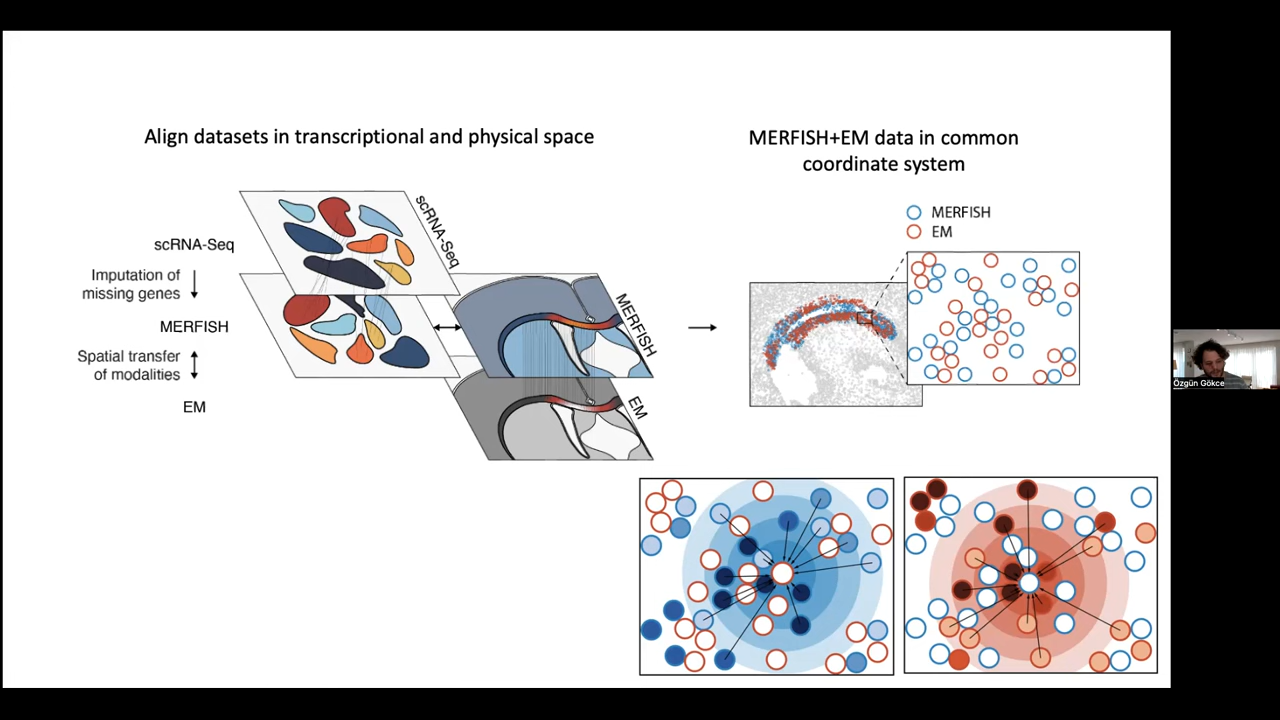 Align datasets in transcriptional and physical space
MERFISH+EM data in common
coordinate system
scRNA-Seq
Imputation of
missing genes
MERFISH
Spatial transfer
of modalities
EM
scRNA-Seq
MERFISH
EM
MERFISH
EM
Özgün Gökce